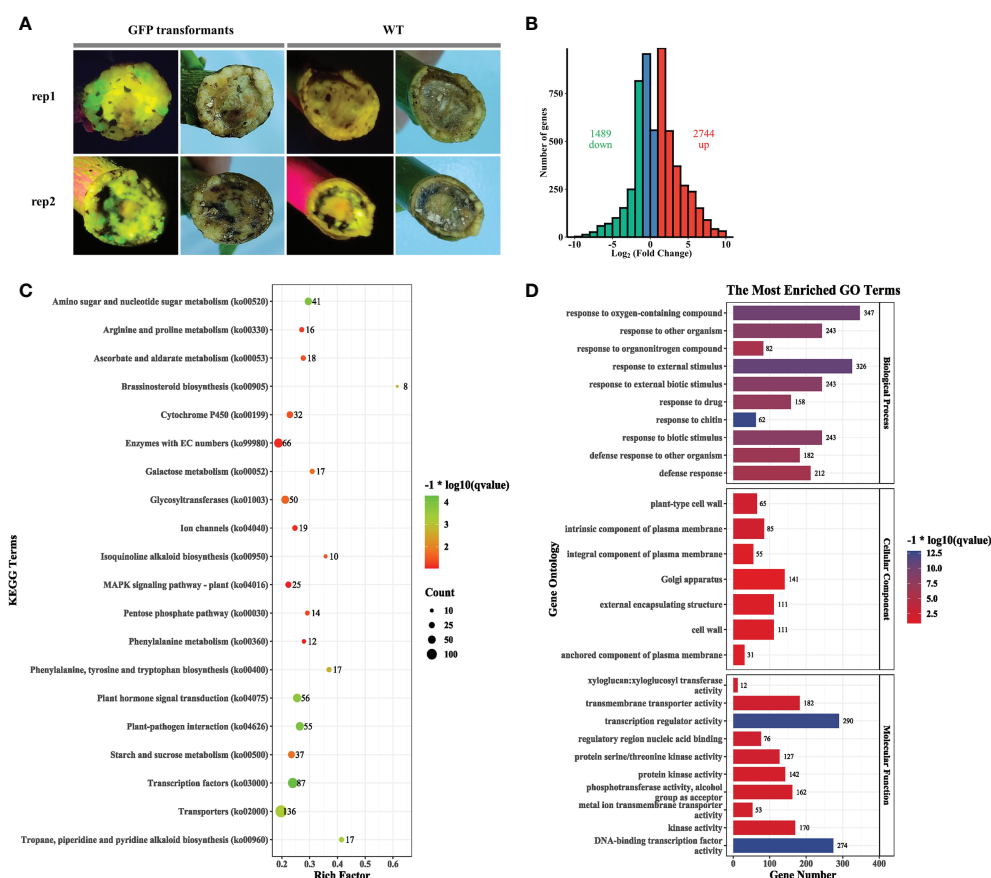 A
GFP transformants
WT
rep1
rep2
B
Number of genes
750
500
250
0
1489
down
2744
up
-10
-5
0
5
10
Log2 (Fold Change)
C
KEGG Terms
Amino sugar and nucleotide sugar metabolism (ko00520)
41
Arginine and proline metabolism (ko00330)
16
Ascorbate and aldarate metabolism (ko00053)
18
Brassinosteroid biosynthesis (ko00905)
8
Cytochrome P450 (ko00199)
32
Enzymes with EC numbers (ko99980)
66
Galactose metabolism (ko00052)
17
Glycosyltransferases (ko01003)
50
Ion channels (ko04040)
19
Isoquinoline alkaloid biosynthesis (ko00950)
10
MAPK signaling pathway - plant (ko04016)
25
Pentose phosphate pathway (ko00030)
14
Phenylalanine metabolism (ko00360)
12
Phenylalanine, tyrosine and tryptophan biosynthesis (ko00400)
17
Plant hormone signal transduction (ko04075)
56
Plant-pathogen interaction (ko04626)
55
Starch and sucrose metabolism (ko00500)
37
Transcription factors (ko03000)
87
Transporters (ko02000)
136
Tropane, piperidine and pyridine alkaloid biosynthesis (ko00960)
17
0.2
0.3
0.4
0.5
0.6
Rich Factor
-1 * log10(qvalue)
4
3
2
Count
10
25
50
100
D
The Most Enriched GO Terms
Gene Ontology
response to oxygen-containing compound
347
response to other organism
243
response to organonitrogen compound
82
response to external stimulus
326
response to external biotic stimulus
243
response to drug
158
response to chitin
62
response to biotic stimulus
243
defense response to other organism
182
defense response
212
Biological Process
plant-type cell wall
65
intrinsic component of plasma membrane
85
integral component of plasma membrane
55
Golgi apparatus
141
external encapsulating structure
111
cell wall
111
anchored component of plasma membrane
31
Cellular Component
xyloglucan:xyloglucosyl transferase
activity
12
transmembrane transporter activity
182
transcription regulator activity
290
regulatory region nucleic acid binding
76
protein serine/threonine kinase activity
127
protein kinase activity
142
phosphotransferase activity, alcohol
group as acceptor
162
metal ion transmembrane transporter
activity
53
kinase activity
170
DNA-binding transcription factor
activity
274
Molecular Function
0
100
200
300
400
Gene Number
-1 * log10(qvalue)
12.5
10.0
7.5
5.0
2.5